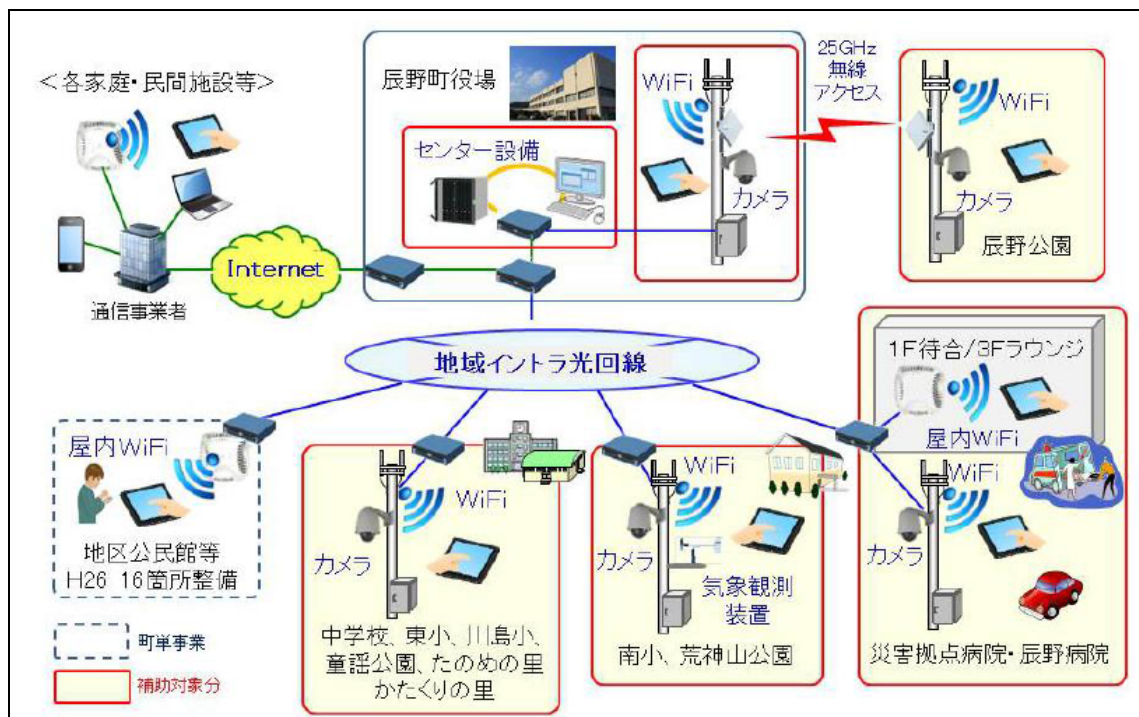 ＜各家庭・民間施設等＞
通信事業者
Internet
辰野町役場
センター設備
WiFi
カメラ
25GHz
無線
アクセス
WiFi
カメラ
辰野公園
地域イントラ光回線
屋内WiFi
地区公民館等
H26 16箇所整備
WiFi
カメラ
中学校、東小、川島小、
童謡公園、たのめの里
かたくりの里
WiFi
カメラ
気象観測
装置
南小、荒神山公園
1F待合/3Fラウンジ
屋内WiFi
WiFi
カメラ
災害拠点病院・辰野病院
町単事業
補助対象分